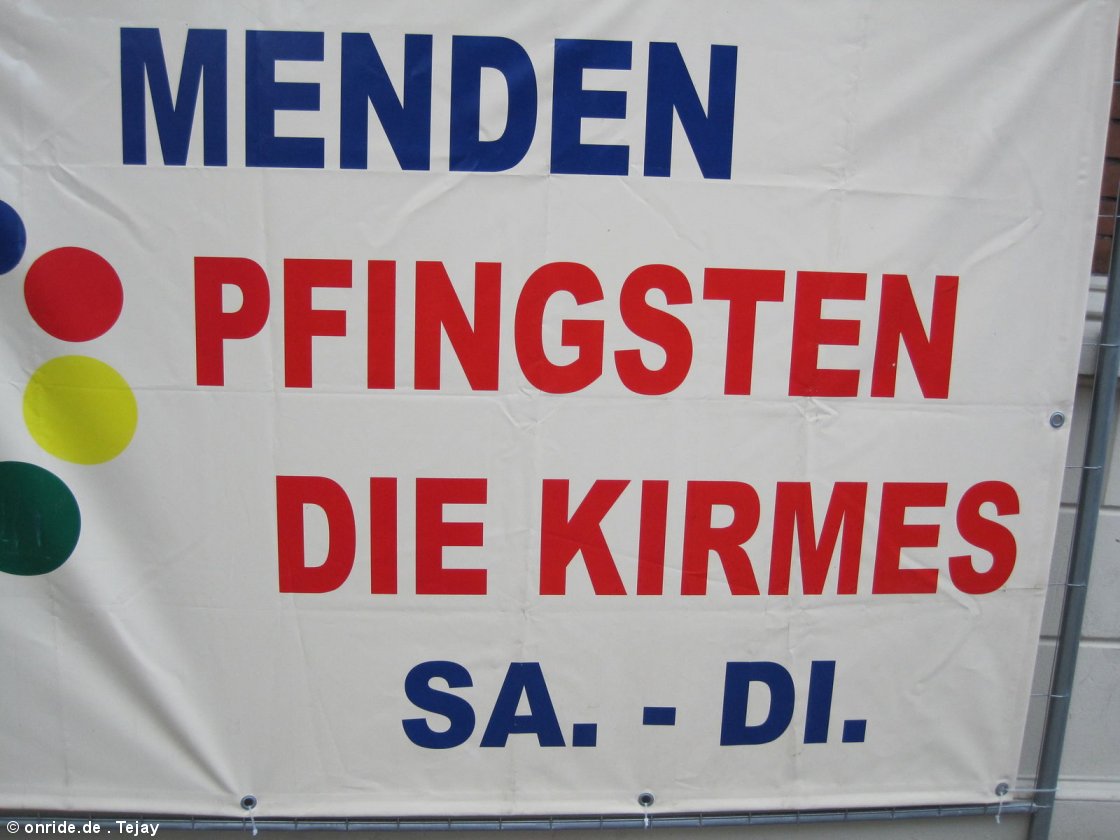 MENDEN
PFINGSTEN
DIE KIRMES
SA. - DI.
© onride.de . Tejay